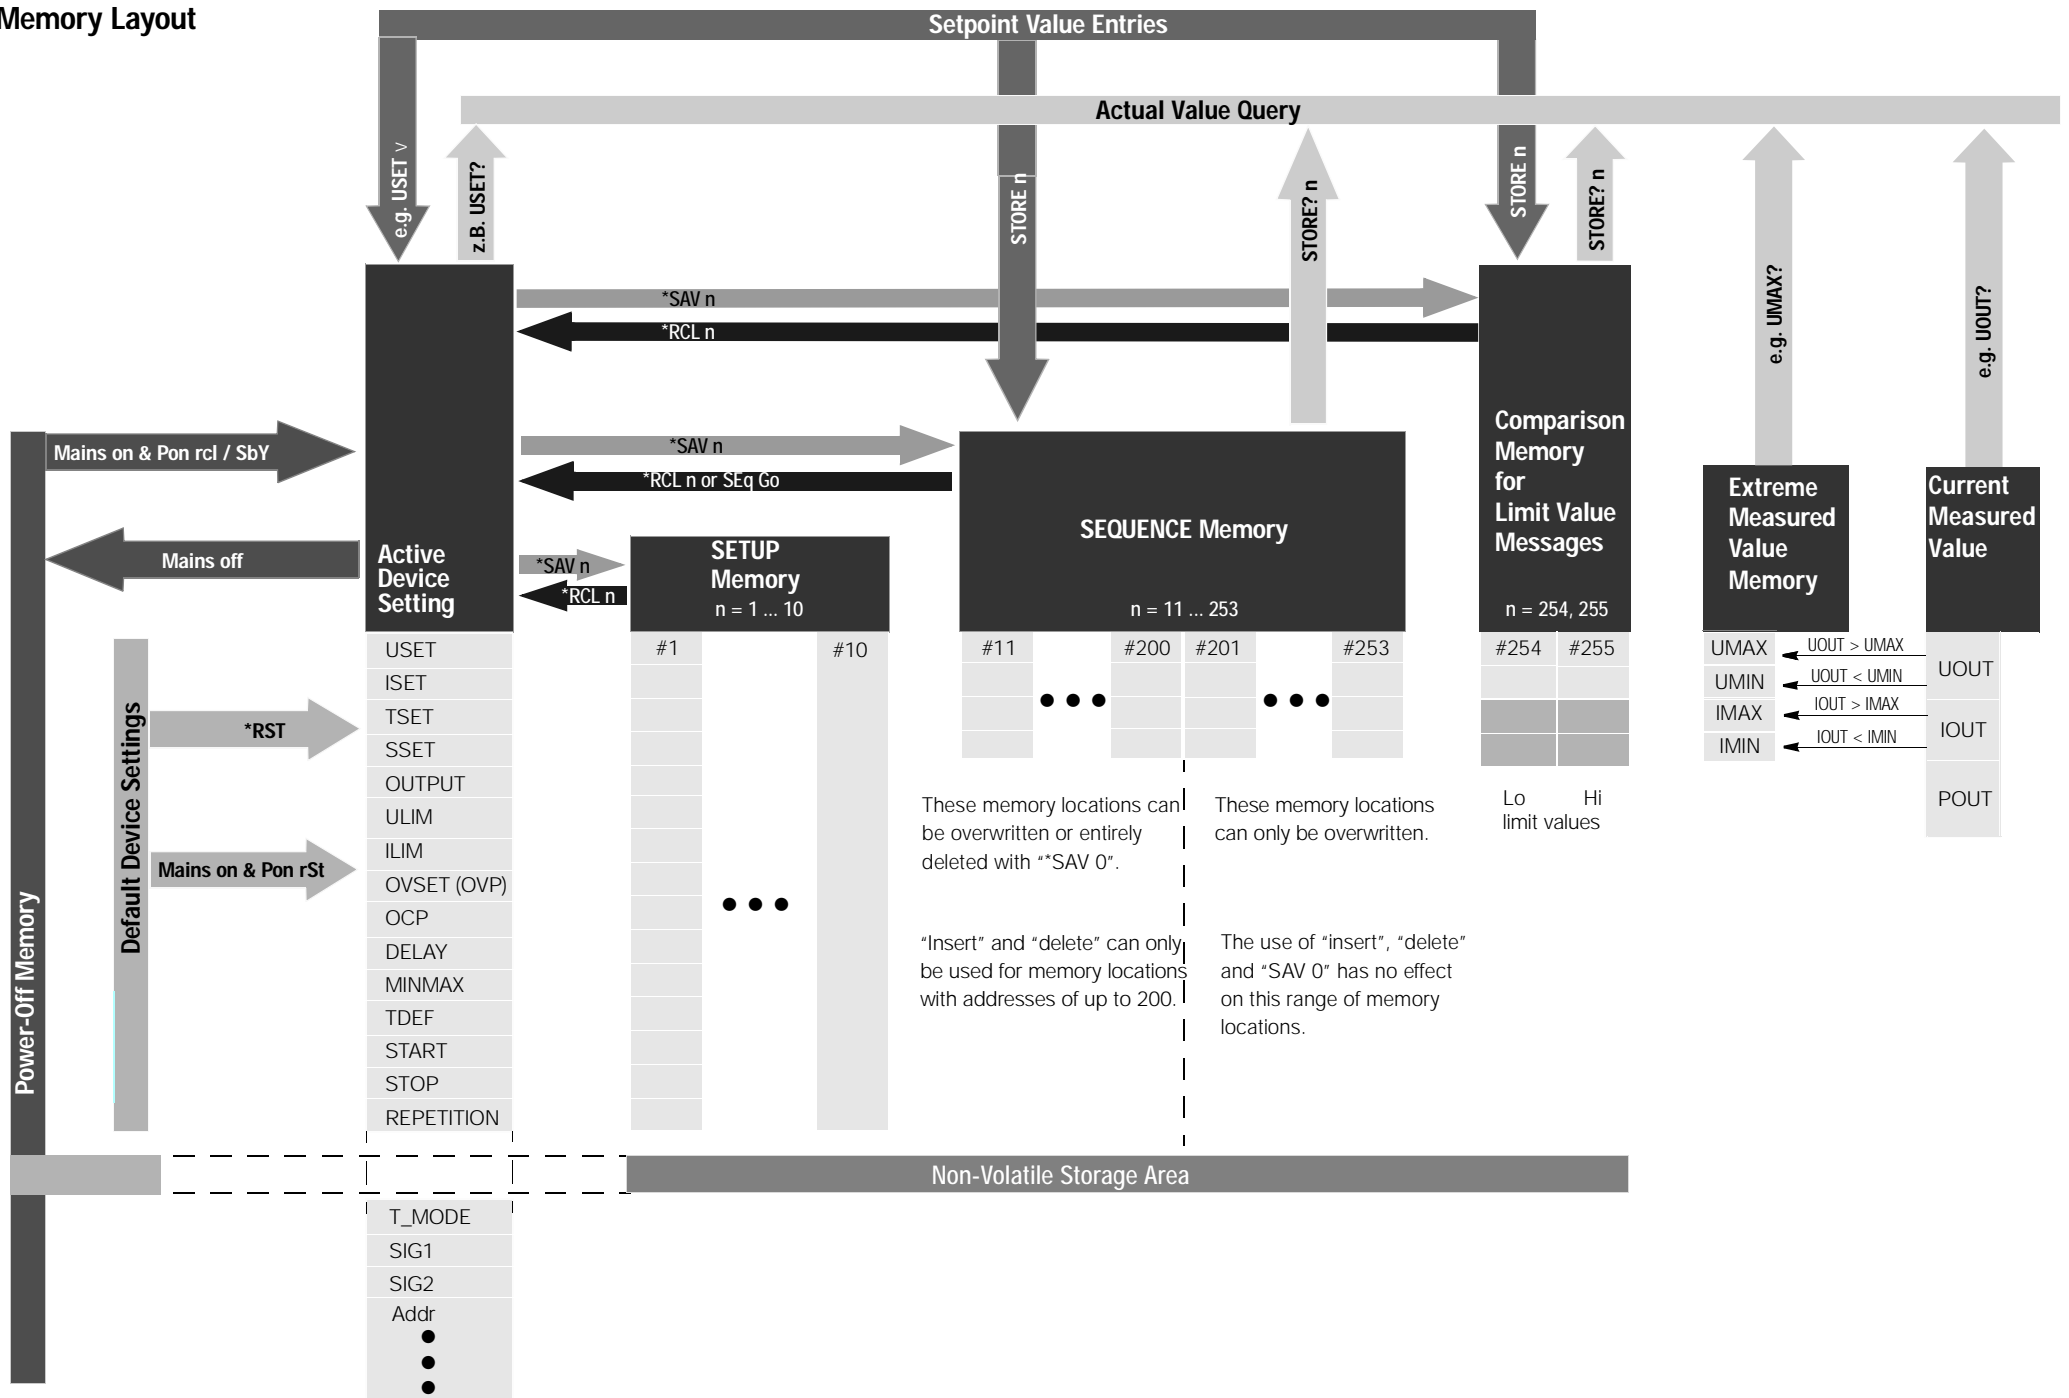 Memory Layout
Setpoint Value Entries
Actual Value Query
e.g. USET v
z.B. USET?
STORE n
STORE? n
STORE n
STORE? n
e.g. UMAX?
e.g. UOUT?
*SAV n
*RCL n
*SAV n
*RCL n or SEq Go
*SAV n
*RCL n
Mains on & Pon rcl / SbY
Mains off
Active
Device
Setting
SETUP
Memory
n = 1 ... 10
SEQUENCE Memory
n = 11 ... 253
Comparison
Memory
for
Limit Value
Messages
n = 254, 255
Extreme
Measured
Value
Memory
Current
Measured
Value
Power-Off Memory
Default Device Settings
*RST
Mains on & Pon rSt
USET
ISET
TSET
SSET
OUTPUT
ULIM
ILIM
OVSET (OVP)
OCP
DELAY
MINMAX
TDEF
START
STOP
REPETITION
T_MODE
SIG1
SIG2
Addr
#1
#10
#11
#200
#201
#253
#254
#255
Lo
Hi
limit values
These memory locations can
be overwritten or entirely
deleted with “*SAV 0”.
These memory locations
can only be overwritten.
“Insert” and “delete” can only
be used for memory locations
with addresses of up to 200.
The use of “insert”, “delete”
and “SAV 0” has no effect
on this range of memory
locations.
UMAX
UMIN
IMAX
IMIN
UOUT > UMAX
UOUT < UMIN
IOUT > IMAX
IOUT < IMIN
UOUT
IOUT
POUT
Non-Volatile Storage Area